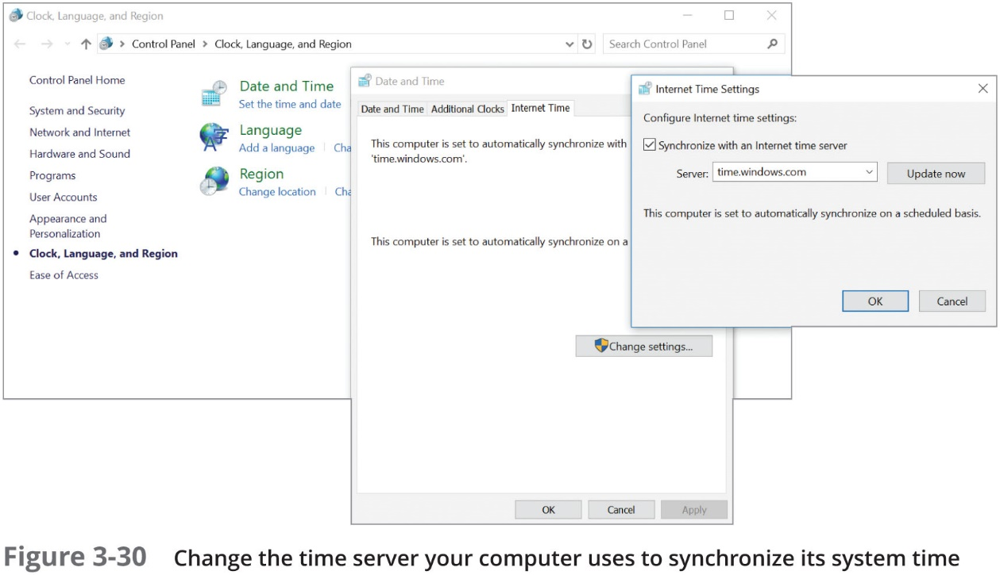 Clock, Language, and Region
Control Panel > Clock, Language, and Region
Search Control Panel
Control Panel Home
System and Security
Network and Internet
Hardware and Sound
Programs
User Accounts
Appearance and
Personalization
Clock, Language, and Region
Ease of Access
Date and Time
Set the time and date
Language
Add a language Cha
Region
Change location Cha
Date and Time
Date and Time Additional Clocks Internet Time
This computer is set to automatically synchronize with
'time.windows.com'.
This computer is set to automatically synchronize on a
Change settings...
OK Cancel Apply
Internet Time Settings
Configure Internet time settings:
Synchronize with an Internet time server
Server: time.windows.com Update now
This computer is set to automatically synchronize on a scheduled basis.
OK Cancel
Figure 3-30 Change the time server your computer uses to synchronize its system time